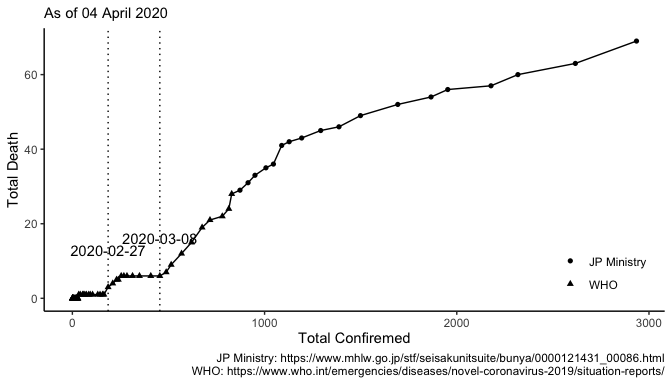 As of 04 April 2020
Total Death
60
40
20
0
2020-03-08
2020-02-27
JP Ministry
WHO
0
1000
2000
3000
Total Confiremed
JP Ministry: https://www.mhlw.go.jp/stf/seisakunitsuite/bunya/0000121431_00086.html
WHO: https://www.who.int/emergencies/diseases/novel-coronavirus-2019/situation-reports/